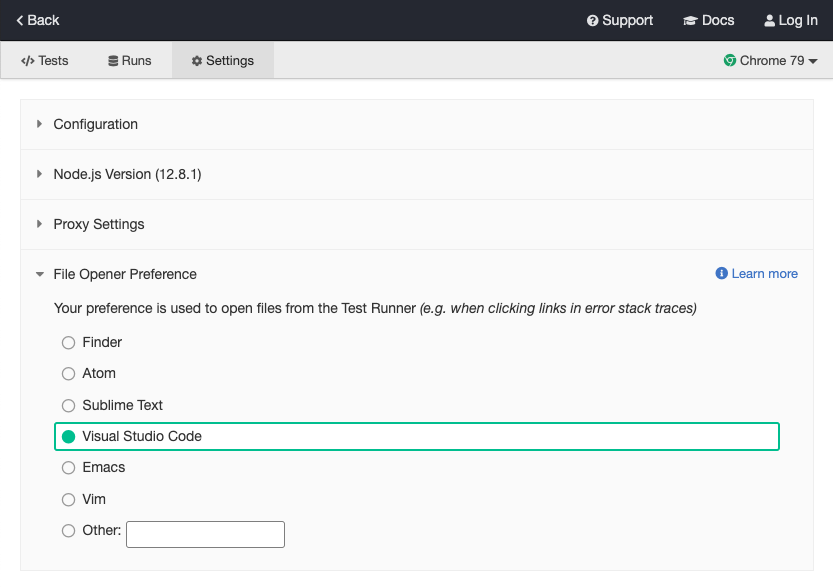 Back Support Docs Log In
</> Tests Runs Settings Chrome 79
Configuration
Node.js Version (12.8.1)
Proxy Settings
File Opener Preference Learn more
Your preference is used to open files from the Test Runner (e.g. when clicking links in error stack traces)
Finder
Atom
Sublime Text
Visual Studio Code
Emacs
Vim
Other: